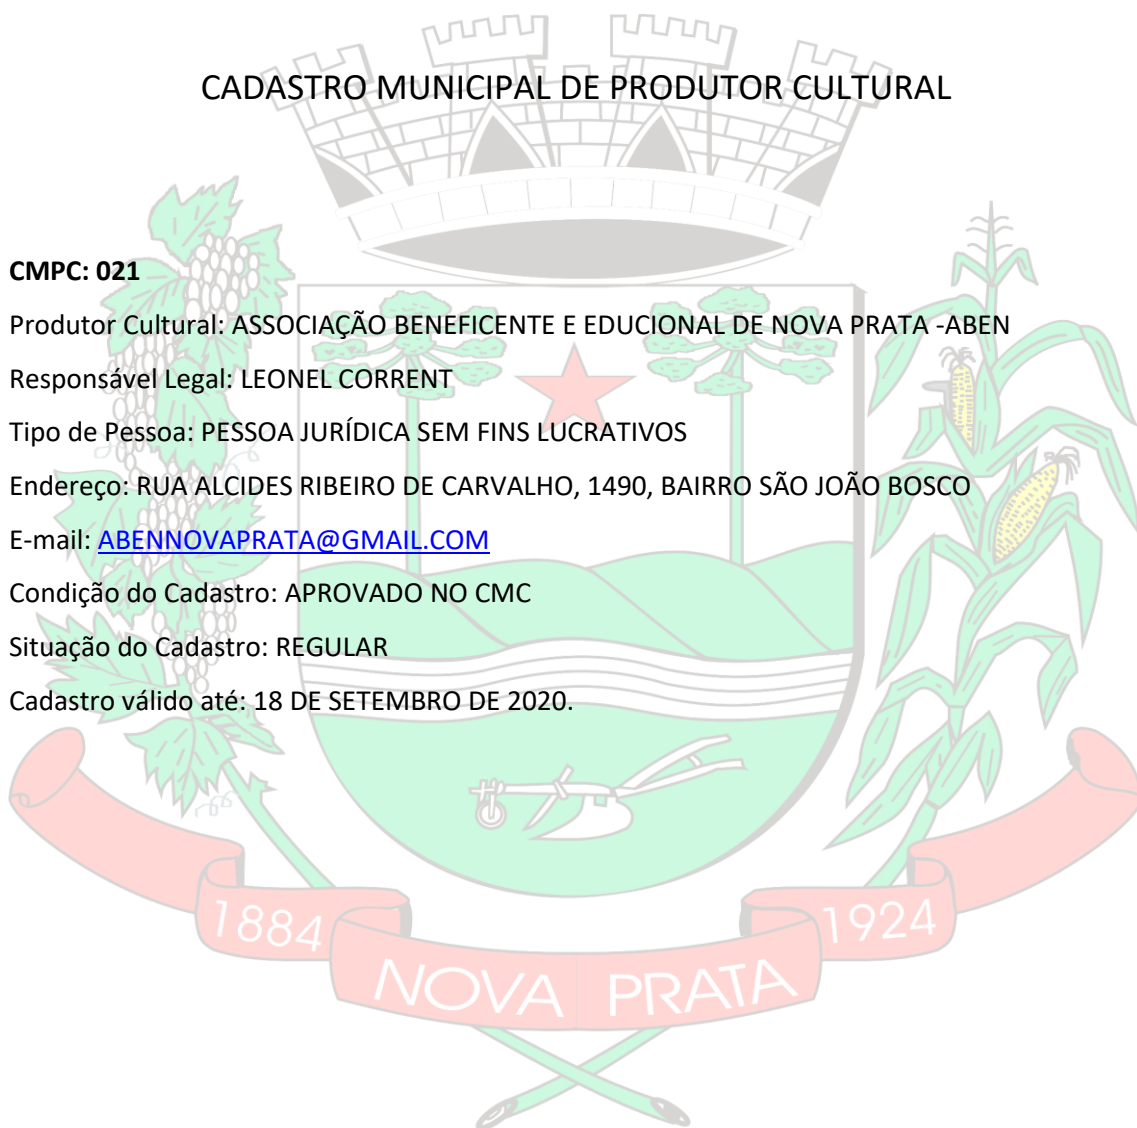 CADASTRO MUNICIPAL DE PRODUTOR CULTURAL
CMPC: 021
Produtor Cultural: ASSOCIAÇÃO BENEFICENTE E EDUCIONAL DE NOVA PRATA -ABEN
Responsável Legal: LEONEL CORRENT
Tipo de Pessoa: PESSOA JURÍDICA SEM FINS LUCRATIVOS
Endereço: RUA ALCIDES RIBEIRO DE CARVALHO, 1490, BAIRRO SÃO JOÃO BOSCO
E-mail: ABENNOVAPRATA@GMAIL.COM
Condição do Cadastro: APROVADO NO CMC
Situação do Cadastro: REGULAR
Cadastro válido até: 18 DE SETEMBRO DE 2020.
1884
1924
NOVA PRATA